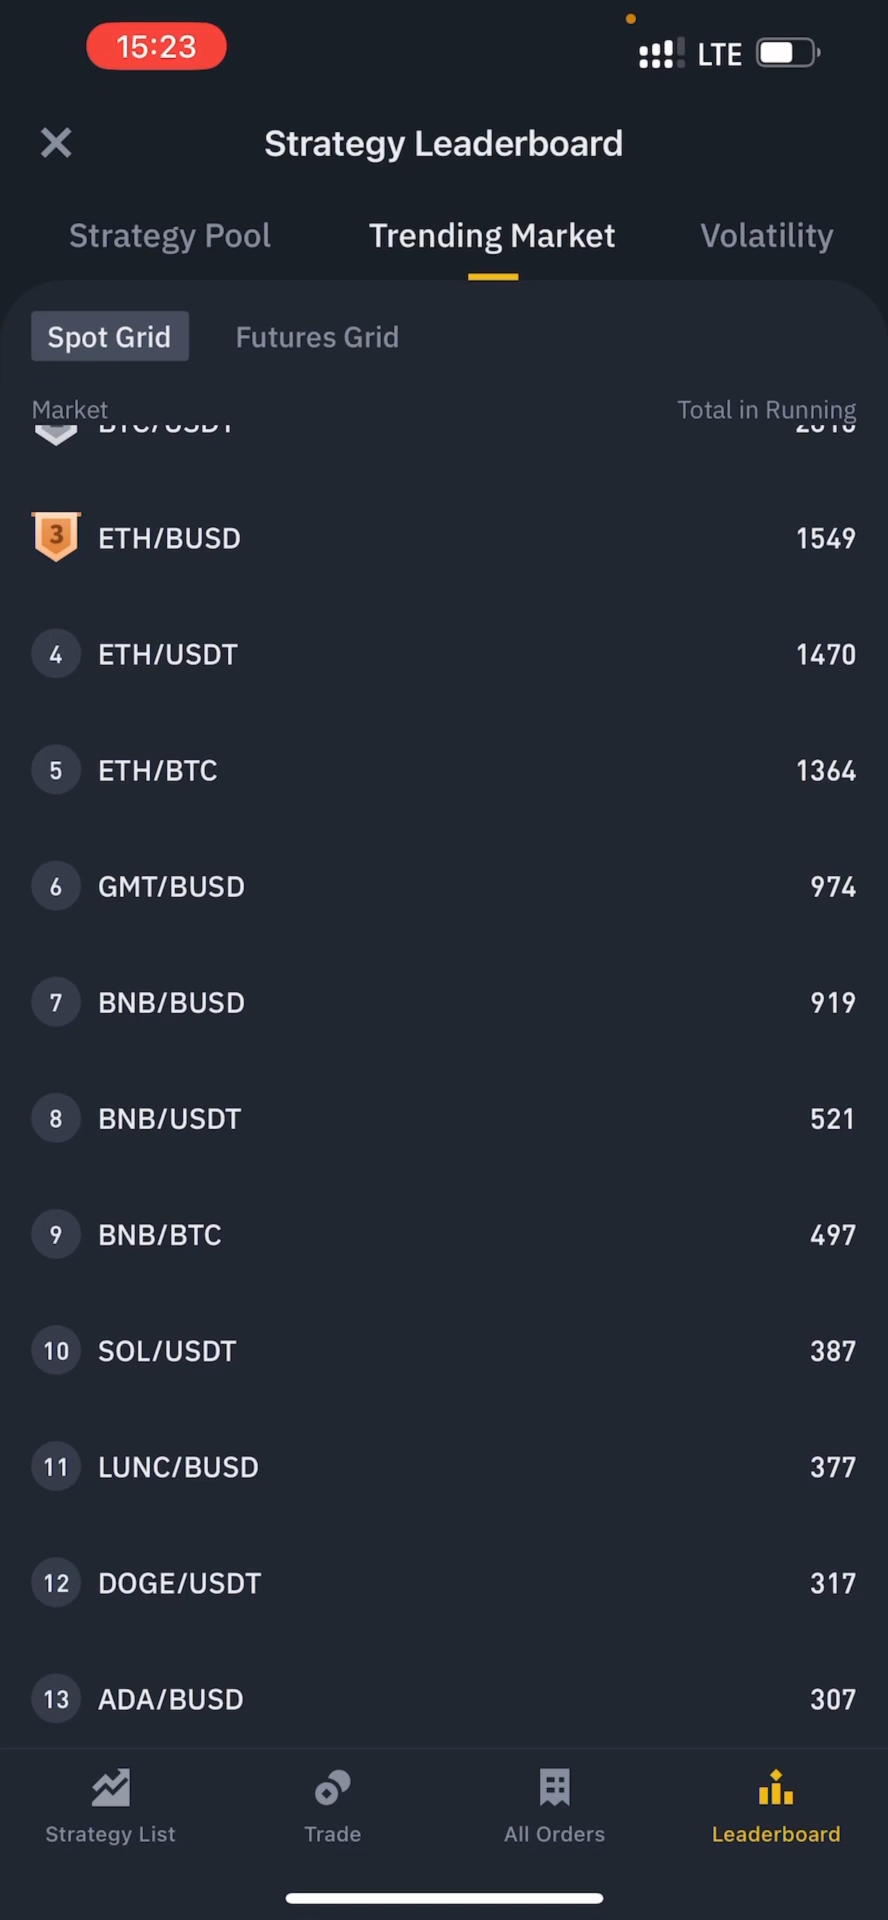 15:23
LTE
Strategy Leaderboard
Strategy Pool Trending Market Volatility
Spot Grid Futures Grid
Market Total in Running
BTC/USDT
3 ETH/BUSD 1549
4 ETH/USDT 1470
5 ETH/BTC 1364
6 GMT/BUSD 974
7 BNB/BUSD 919
8 BNB/USDT 521
9 BNB/BTC 497
10 SOL/USDT 387
11 LUNC/BUSD 377
12 DOGE/USDT 317
13 ADA/BUSD 307
Strategy List Trade All Orders Leaderboard